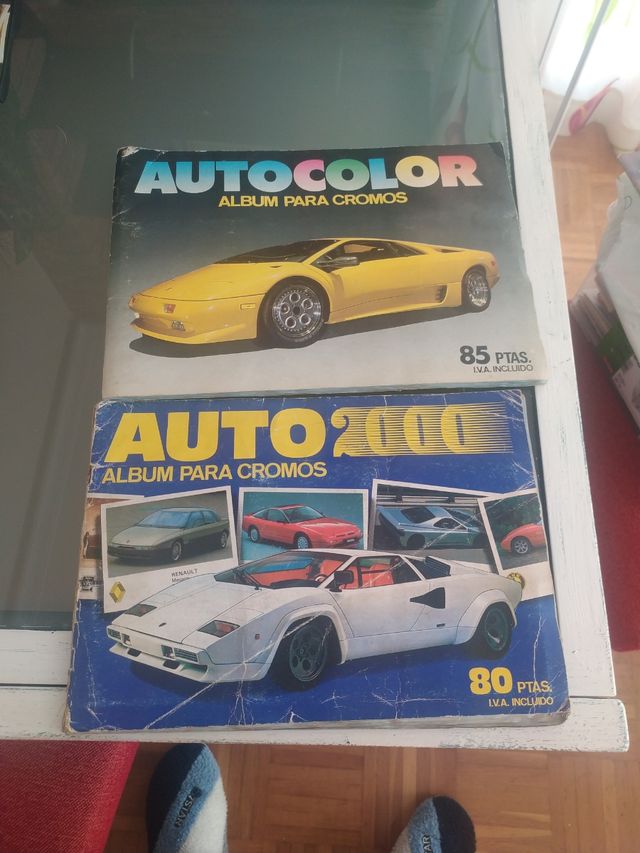 AUTOCOLOR
ALBUM PARA CROMOS
85 PTAS.
I.V.A. INCLUIDO
AUTO 2000
ALBUM PARA CROMOS
RENAULT
80 PTAS.
I.V.A. INCLUIDO